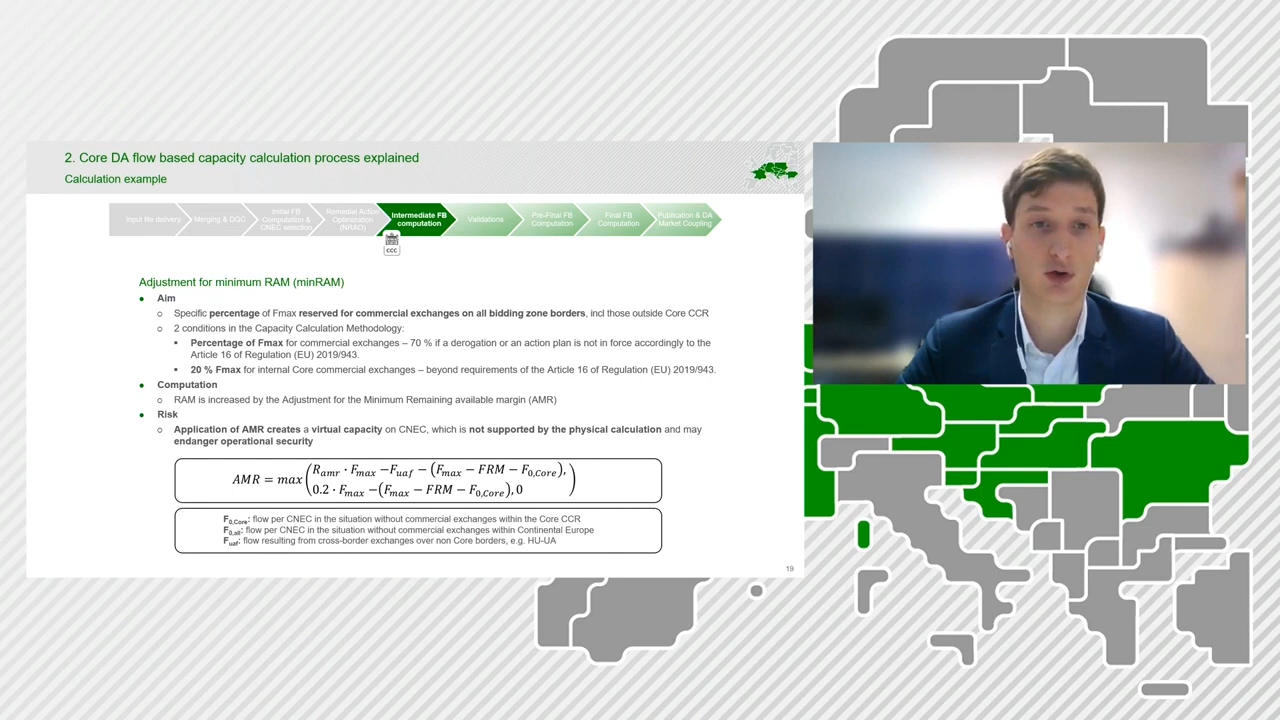 2. Core DA flow based capacity calculation process explained
Calculation example
Input file delivery
Merging & DQC
Initial FB
Computation &
CNEC selection
Remedial Action
Optimization
(NRAO)
Intermediate FB
computation
Validations
Pre-Final FB
Computation
Final FB
Computation
Publication & DA
Market Coupling
CCC
Adjustment for minimum RAM (minRAM)
• Aim
o Specific percentage of Fmax reserved for commercial exchanges on all bidding zone borders, incl those outside Core CCR
o 2 conditions in the Capacity Calculation Methodology:
▪ Percentage of Fmax for commercial exchanges – 70 % if a derogation or an action plan is not in force accordingly to the
Article 16 of Regulation (EU) 2019/943.
▪ 20 % Fmax for internal Core commercial exchanges – beyond requirements of the Article 16 of Regulation (EU) 2019/943.
• Computation
o RAM is increased by the Adjustment for the Minimum Remaining available margin (AMR)
• Risk
o Application of AMR creates a virtual capacity on CNEC, which is not supported by the physical calculation and may
endanger operational security
AMR = max( R_amr · F_max − F_uaf − (F_max − FRM − F_0,Core),
0.2 · F_max − (F_max − FRM − F_0,Core), 0 )
F0,Core: flow per CNEC in the situation without commercial exchanges within the Core CCR
F0,all: flow per CNEC in the situation without commercial exchanges within Continental Europe
Fuaf: flow resulting from cross-border exchanges over non Core borders, e.g. HU-UA
19